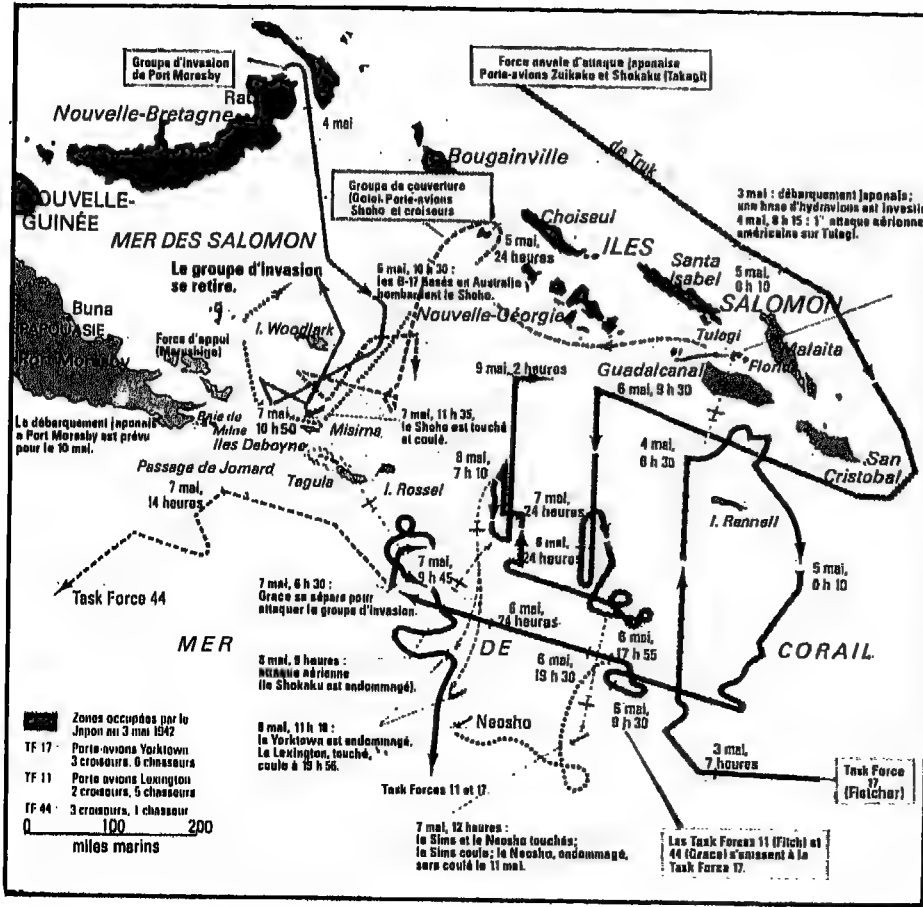 Groupe d'invasion
de Port Moresby
Force navale d'attaque japonaise
Porte-avions Zuikaku et Shokaku (Takagi)
Rab
Nouvelle-Bretagne
4 mai
de Truk
Bougainville
OUVELLE-
GUINÉE
Groupe de couverture
(Goto). Porte-avions
Shoho et croiseurs
3 mai : débarquement japonais;
une base d'hydravions est investie
4 mai, 8 h 15 : 1re attaque aérienne
américaine sur Tulagi.
Choiseul
MER DES SALOMON
5 mai,
24 heures
ILES
Le groupe d'invasion
se retire.
Santa
Isabel
5 mai,
0 h 10
6 mai, 10 h 30 :
les B-17 basés en Australie
bombardent le Shoho.
SALOMON
Buna
Nouvelle-Géorgie
PAPOUASIE
Force d'appui
(Marushige)
I. Woodlark
Tulagi
Malaita
Port Moresby
Florida
Guadalcanal
9 mai, 2 heures
6 mai, 9 h 30
Le débarquement japonais
a Port Moresby est prévu
pour le 10 mai.
Baie de
Milne
7 mai,
10 h 50
Misima
7 mai, 11 h 35,
le Shoho est touché
et coulé.
Iles Deboyne
4 mai
6 h 30
San
Cristobal
Passage de Jomard
8 mai,
7 h 10
Tagula
I. Rossel
7 mai,
14 heures
7 mai,
24 heures
I. Rennell
6 mai,
24 heures
7 mai,
9 h 45
5 mai
0 h 10
Task Force 44
7 mai, 6 h 30 :
Grace se sépare pour
attaquer le groupe d'invasion.
6 mai,
24 heures
6 mai,
17 h 55
MER
DE
CORAIL
8 mai, 9 heures :
attaque aérienne
(le Shokaku est endommagé).
6 mai,
19 h 30
Zones occupées par le
Japon au 3 mai 1942
8 mai, 11 h 18 :
le Yorktown est endommagé.
Le Lexington, touché,
coule à 19 h 56.
Neosho
6 mai,
9 h 30
TF 17 Porte-avions Yorktown
3 croiseurs, 6 chasseurs
3 mai,
7 heures
TF 11 Porte avions Lexington
2 croiseurs, 5 chasseurs
Task Forces 11 et 17
Task Force
17
(Fletcher)
TF 44 3 croiseurs, 1 chasseur
0 100 200
miles marins
7 mai, 12 heures :
le Sims et le Neosho touchés;
le Sims coule; le Neosho, endommagé,
sera coulé le 11 mai.
Les Task Forces 11 (Fitch) et
44 (Grace) s'unissent à la
Task Force 17.